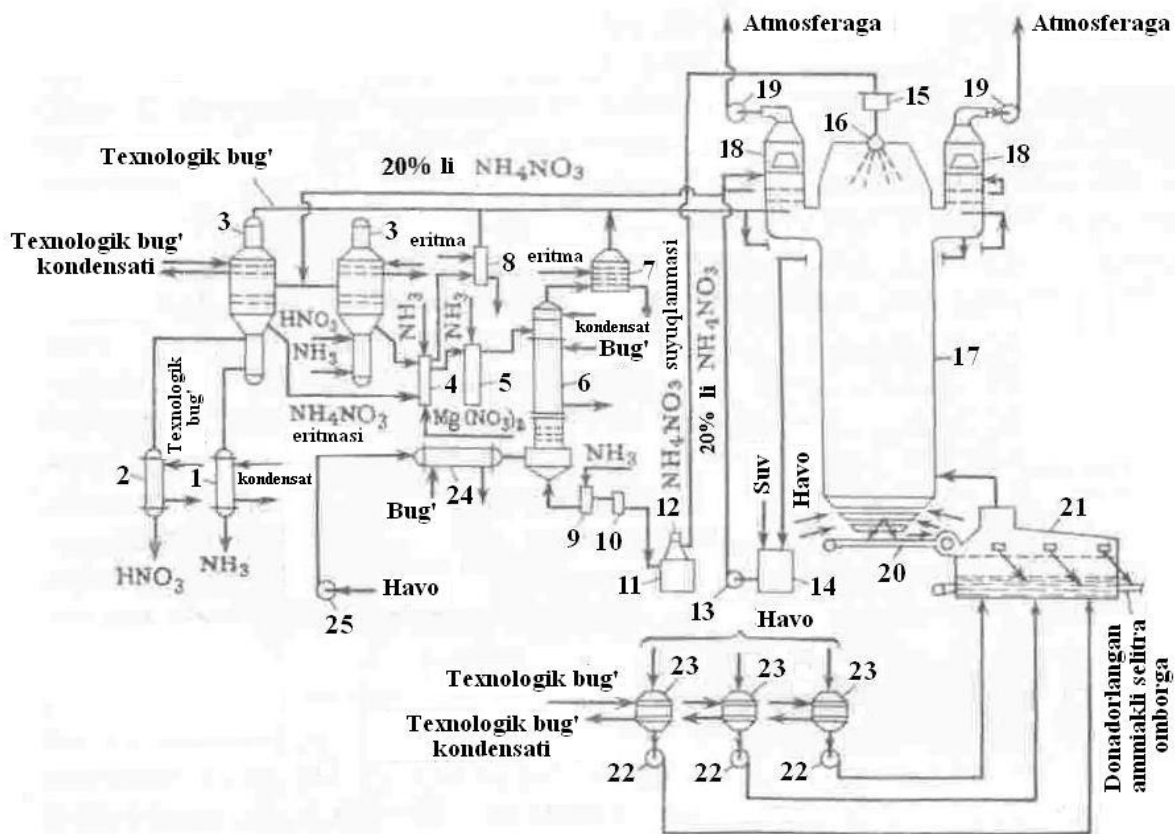 Atmosferaga
Atmosferaga
19
19
15
16
18
18
Texnologik bug'
20% li NH₄NO₃
3
3
Texnologik bug'
kondensati
eritma
8
eritma
7
HNO₃
NH₃
NH₃
NH₃
kondensat
Bug'
4
5
6
17
NH₄NO₃ suyuqlanmasi
20% li NH₄NO₃
Texnologik
bug'
NH₄NO₃
eritmasi
Mg(NO₃)₂
2
1
kondensat
24
Bug'
NH₃
12
Suv
Havo
9
10
11
13
14
20
21
HNO₃
NH₃
25
Havo
Havo
23
23
23
Texnologik bug'
Texnologik bug'
kondensati
22
22
22
Donadorlangan
ammiakli selitra
omborga